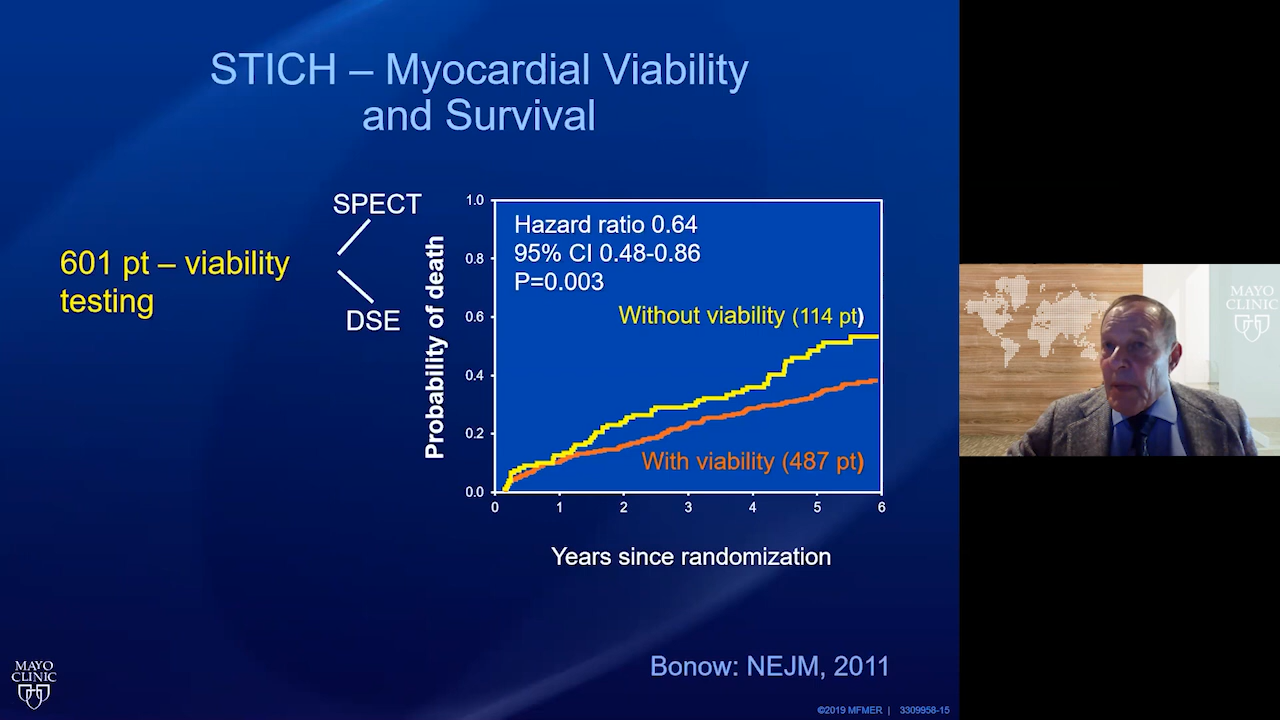 STICH – Myocardial Viability
and Survival
601 pt – viability
testing
SPECT
DSE
Probability of death
1.0
0.8
0.6
0.4
0.2
0.0
Hazard ratio 0.64
95% CI 0.48-0.86
P=0.003
Without viability (114 pt)
With viability (487 pt)
0 1 2 3 4 5 6
Years since randomization
Bonow: NEJM, 2011
MAYO
CLINIC
©2019 MFMER | 3309958-15
MAYO
CLINIC